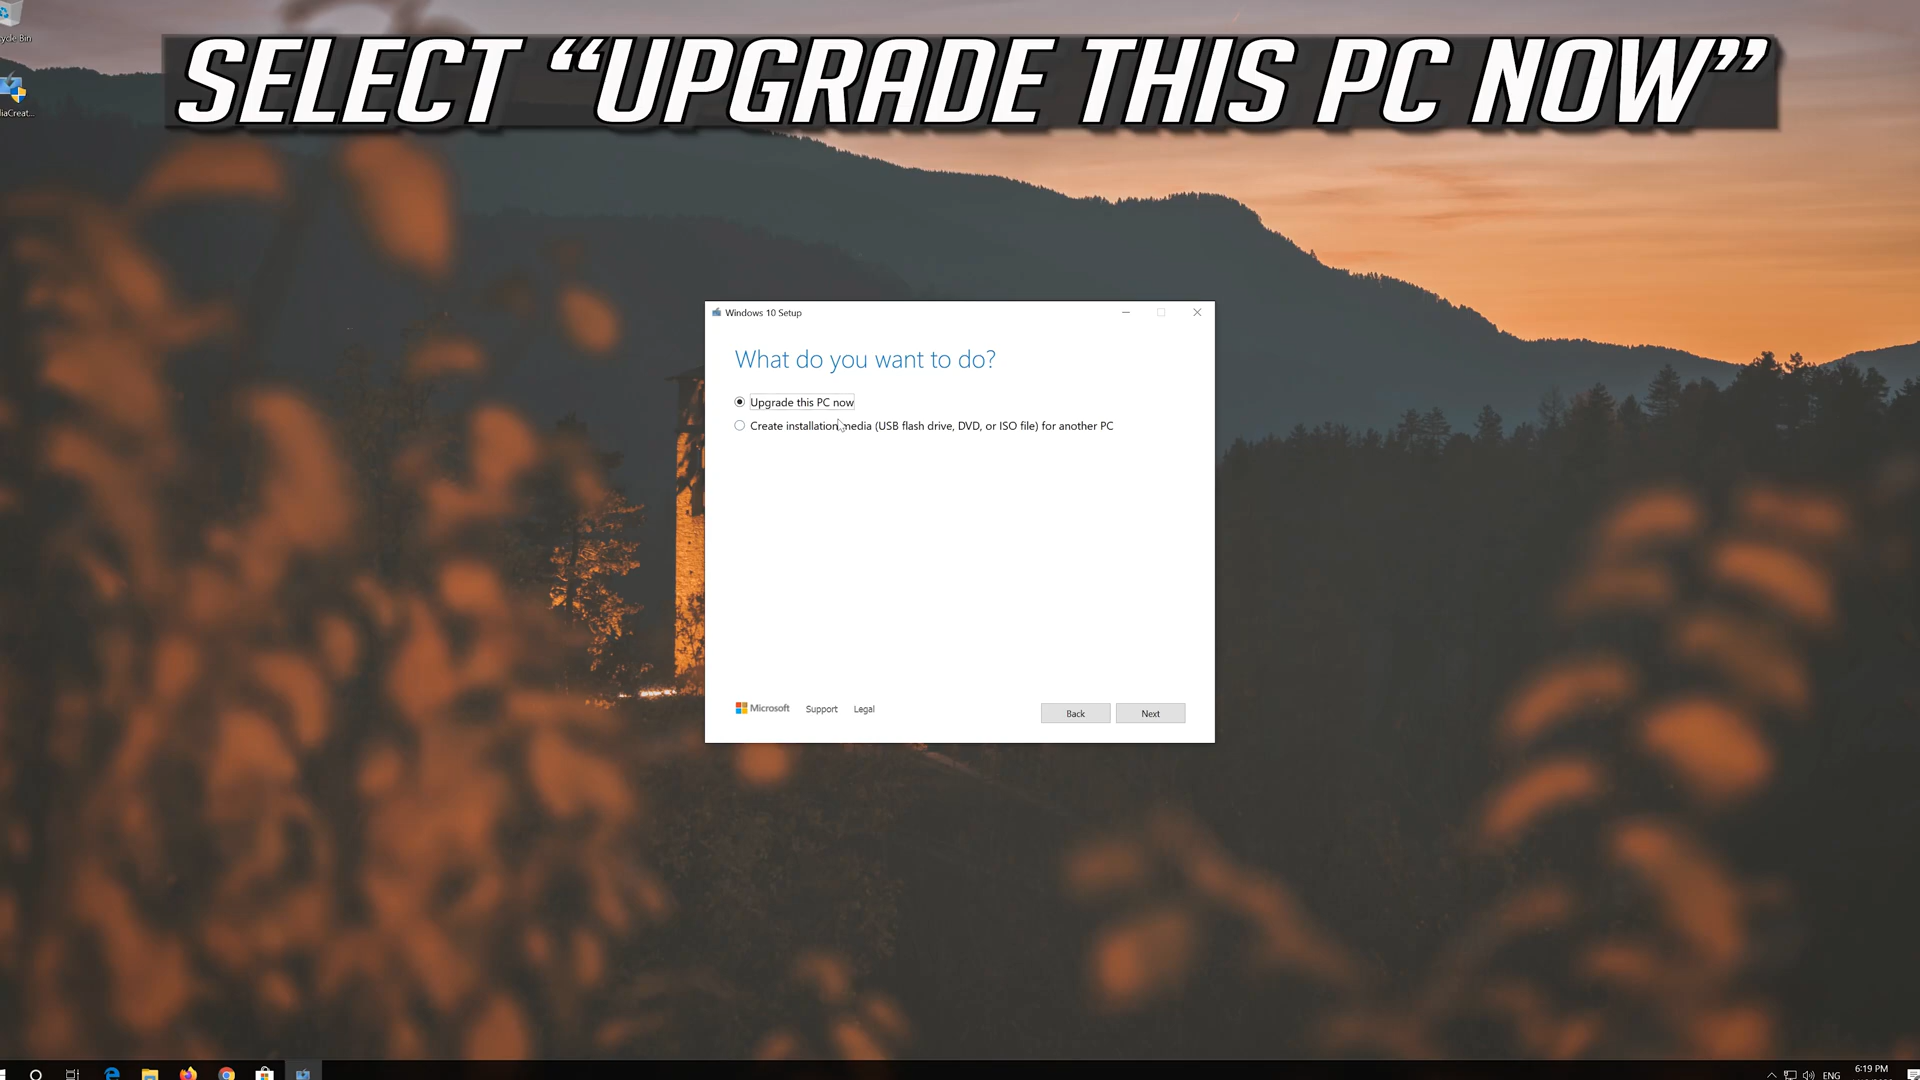 SELECT “UPGRADE THIS PC NOW”
Windows 10 Setup
What do you want to do?
Upgrade this PC now
Create installation media (USB flash drive, DVD, or ISO file) for another PC
Microsoft Support Legal
Back Next
ENG
6:19 PM